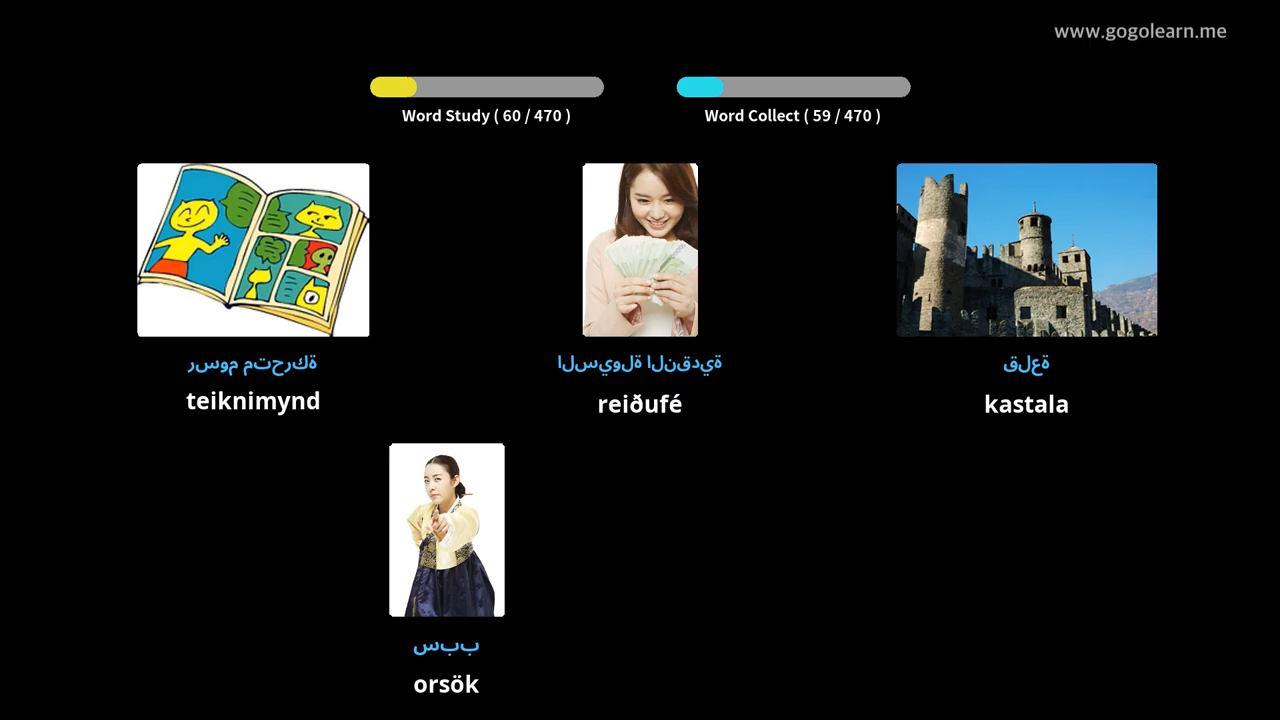 www.gogolearn.me
Word Study ( 60 / 470 )
Word Collect ( 59 / 470 )
رسوم متحركة
teiknimynd
السيولة النقدية
reiðufé
قلعة
kastala
سبب
orsök